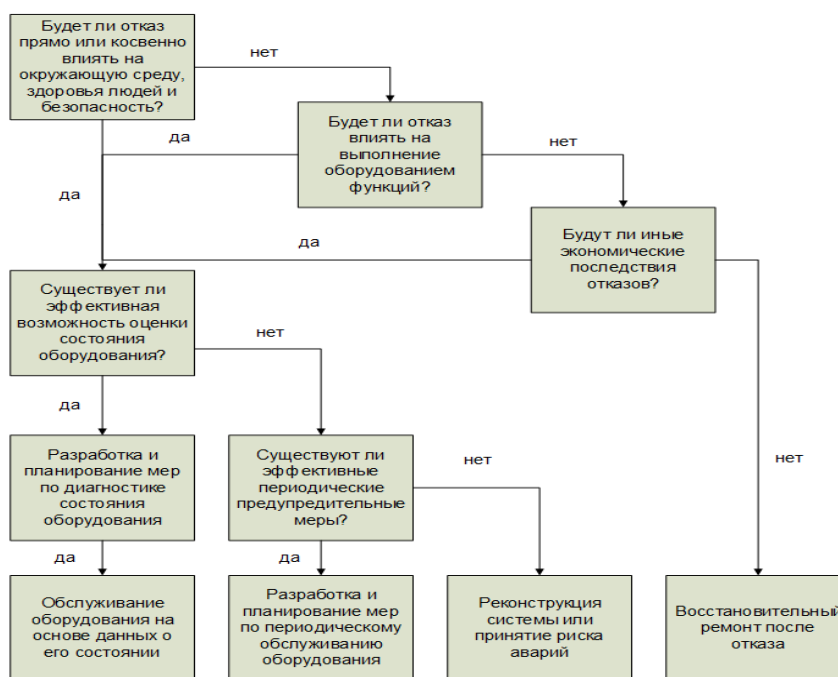 Будет ли отказ
прямо или косвенно
влиять на
окружающую среду,
здоровья людей и
безопасность?
нет
Будет ли отказ
влиять на
выполнение
оборудованием
функций?
да
нет
да
Будут ли иные
экономические
последствия
отказов?
да
Существует ли
эффективная
возможность оценки
состояния
оборудования?
нет
да
Разработка и
планирование мер
по диагностике
состояния
оборудования
Существуют ли
эффективные
периодические
предупредительные
меры?
нет
нет
да
да
Обслуживание
оборудования на
основе данных о
его состоянии
Разработка и
планирование мер
по периодическому
обслуживанию
оборудования
Реконструкция
системы или
принятие риска
аварий
Восстановительный
ремонт после
отказа